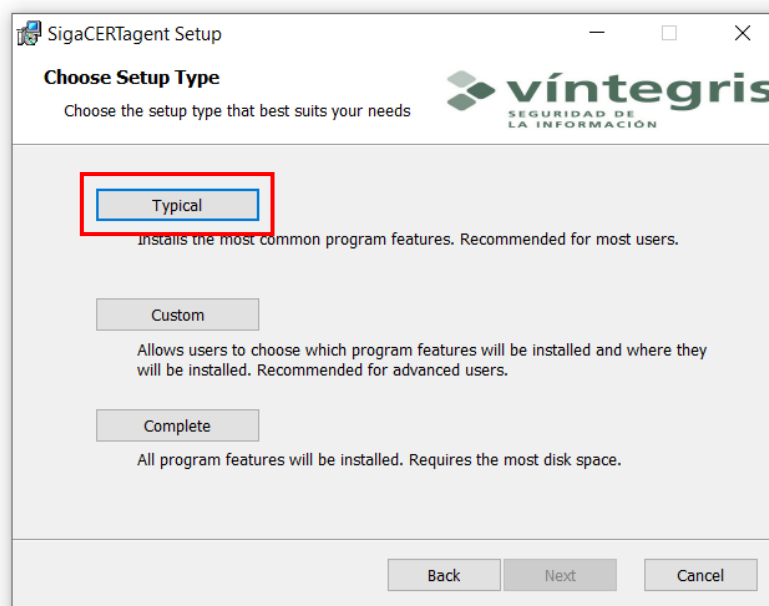 SigaCERTagent Setup
Choose Setup Type
Choose the setup type that best suits your needs
víntegris
SEGURIDAD DE
LA INFORMACIÓN
Typical
Installs the most common program features. Recommended for most users.
Custom
Allows users to choose which program features will be installed and where they
will be installed. Recommended for advanced users.
Complete
All program features will be installed. Requires the most disk space.
Back
Next
Cancel